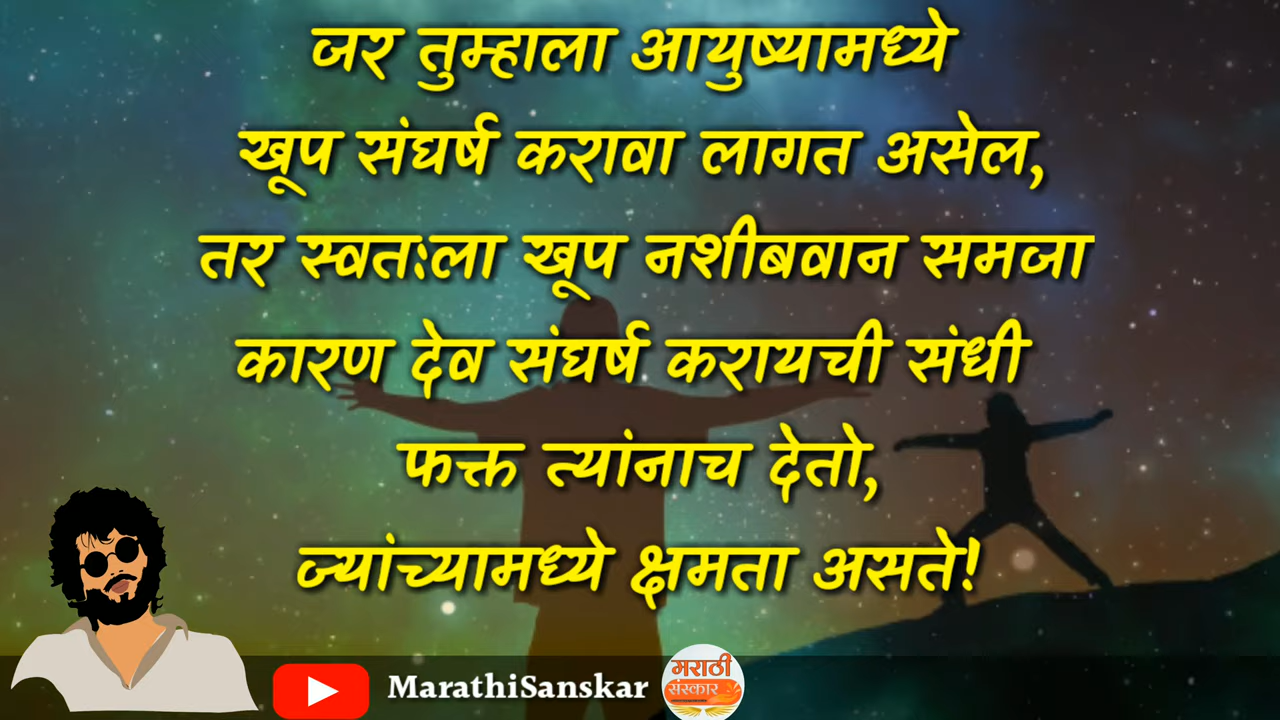 जर तुम्हाला आयुष्यामध्ये
खूप संघर्ष करावा लागत असेल,
तर स्वतःला खूप नशीबवान समजा
कारण देव संघर्ष करायची संधी
फक्त त्यांनाच देतो,
ज्यांच्यामध्ये क्षमता असते!
MarathiSanskar
मराठी
संस्कार